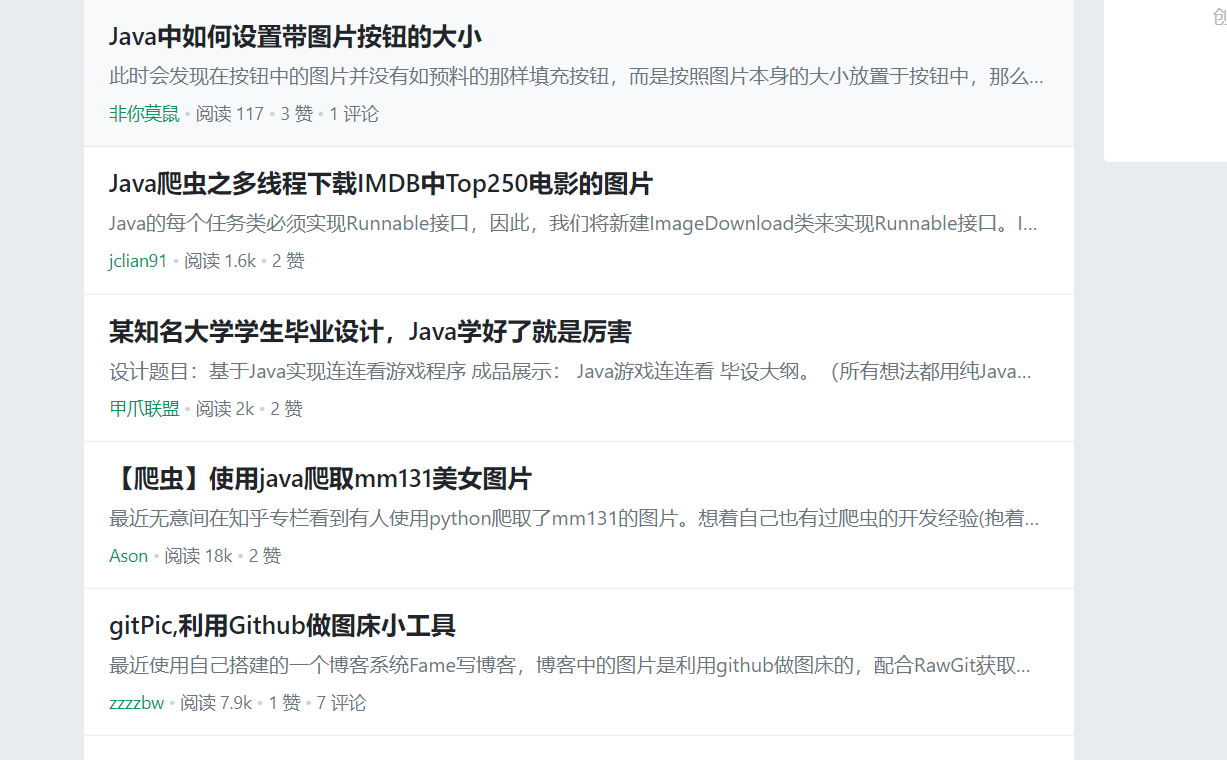 创
Java中如何设置带图片按钮的大小
此时会发现在按钮中的图片并没有如预料的那样填充按钮，而是按照图片本身的大小放置于按钮中，那么...
非你莫鼠 • 阅读 117 • 3 赞 • 1 评论
Java爬虫之多线程下载IMDB中Top250电影的图片
Java的每个任务类必须实现Runnable接口，因此，我们将新建ImageDownload类来实现Runnable接口。I...
jclian91 • 阅读 1.6k • 2 赞
某知名大学学生毕业设计，Java学好了就是厉害
设计题目：基于Java实现连连看游戏程序 成品展示： Java游戏连连看 毕设大纲。（所有想法都用纯Java...
甲爪联盟 • 阅读 2k • 2 赞
【爬虫】使用java爬取mm131美女图片
最近无意间在知乎专栏看到有人使用python爬取了mm131的图片。想着自己也有过爬虫的开发经验(抱着...
Ason • 阅读 18k • 2 赞
gitPic,利用Github做图床小工具
最近使用自己搭建的一个博客系统Fame写博客，博客中的图片是利用github做图床的，配合RawGit获取...
zzzzbw • 阅读 7.9k • 1 赞 • 7 评论